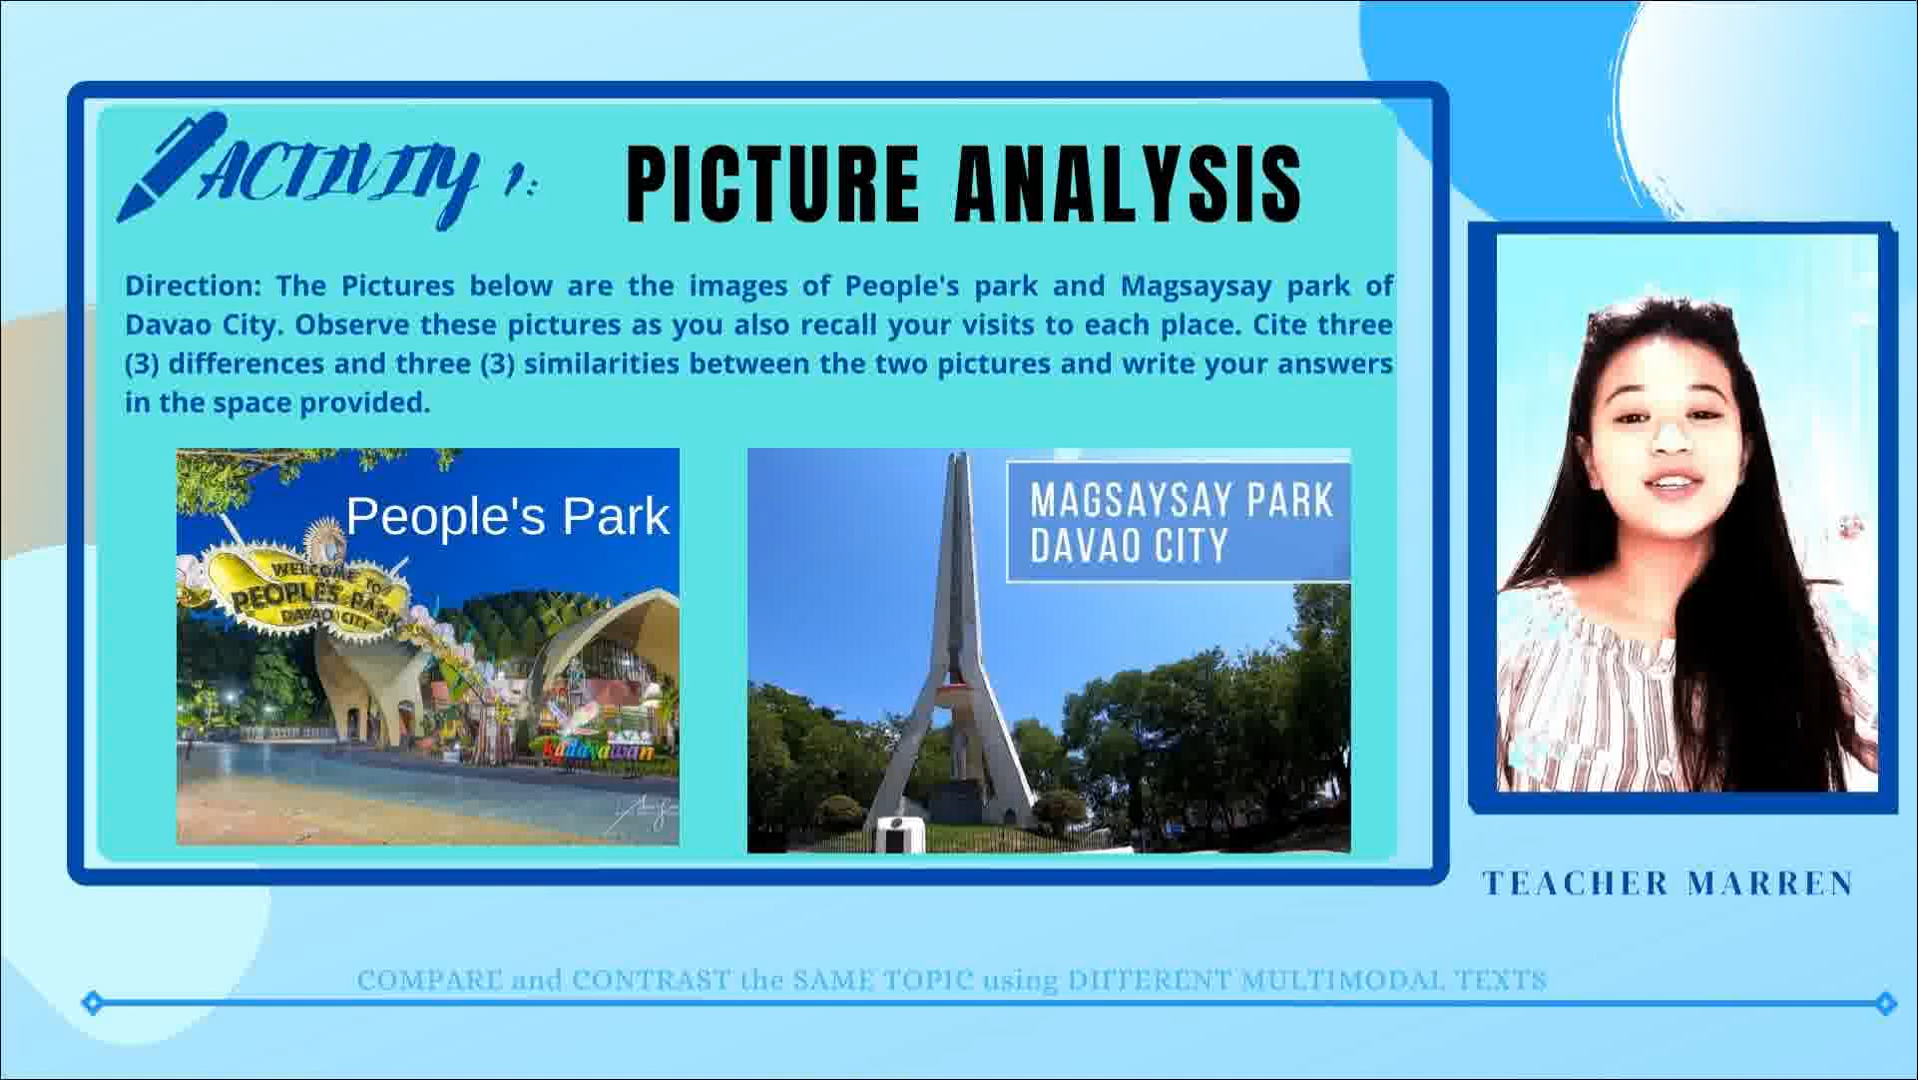 ACTIVITY 1:
PICTURE ANALYSIS
Direction: The Pictures below are the images of People's park and Magsaysay park of
Davao City. Observe these pictures as you also recall your visits to each place. Cite three
(3) differences and three (3) similarities between the two pictures and write your answers
in the space provided.
People's Park
WELCOME TO
PEOPLE'S PARK
DAVAO CITY
Kadayawan
MAGSAYSAY PARK
DAVAO CITY
TEACHER MARREN
COMPARE and CONTRAST the SAME TOPIC using DIFFERENT MULTIMODAL TEXTS